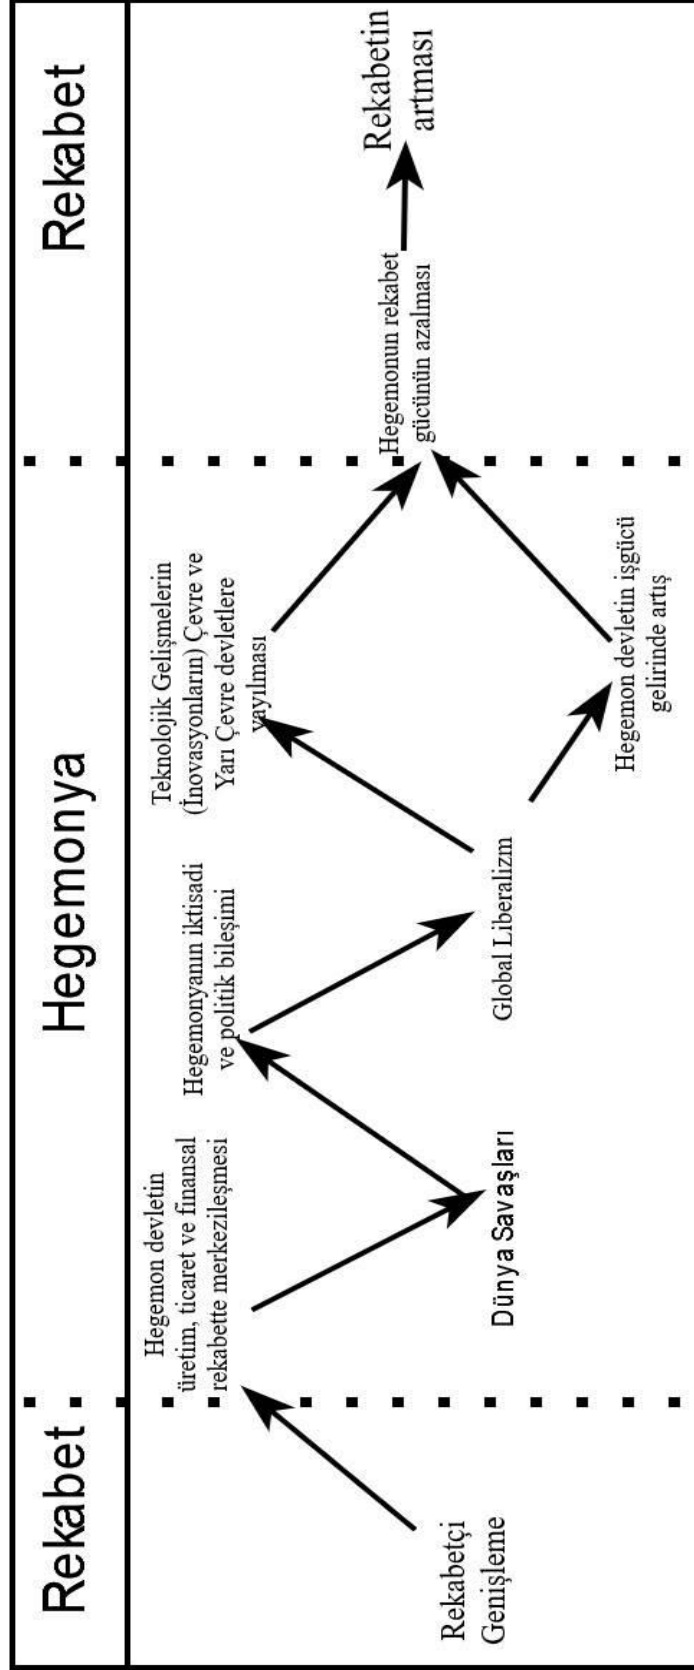 Rekabet
Hegemonya
Rekabet
Rekabetçi
Genişleme
Hegemon devletin
üretim, ticaret ve finansal
rekabette merkezileşmesi
Dünya Savaşları
Hegemonyanın iktisadi
ve politik bileşimi
Global Liberalizm
Teknolojik Gelişmelerin
(İnovasyonların) Çevre ve
Yarı Çevre devletlere
yayılması
Hegemon devletin işgücü
gelirinde artış
Hegemonun rekabet
gücünün azalması
Rekabetin
artması